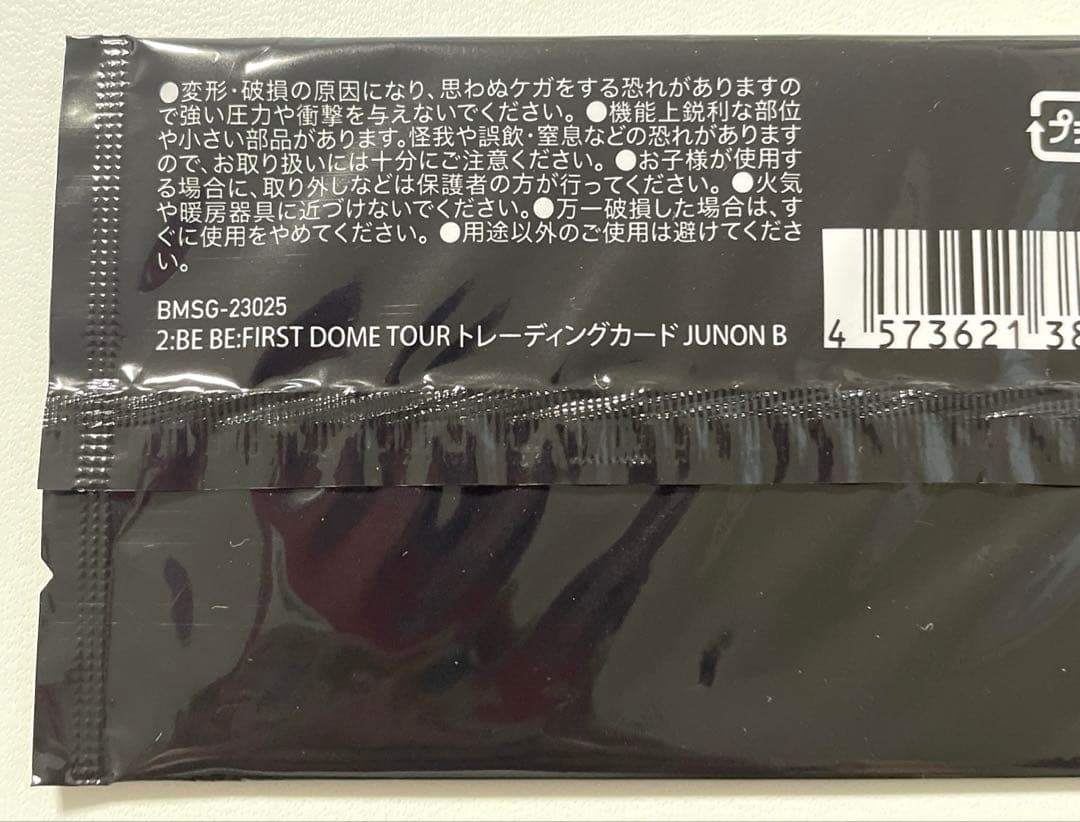 ●変形・破損の原因になり、思わぬケガをする恐れがありますの
で強い圧力や衝撃を与えないでください。●機能上鋭利な部位
や小さい部品があります。怪我や誤飲・窒息などの恐れがあります
ので、お取り扱いには十分にご注意ください。●お子様が使用す
る場合に、取り外しなどは保護者の方が行ってください。●火気
や暖房器具に近づけないでください。●万一破損した場合は、す
ぐに使用をやめてください。●用途以外のご使用は避けてくださ
い。
プラ
BMSG-23025
2:BE BE:FIRST DOME TOUR トレーディングカード JUNON B
4 573621 38